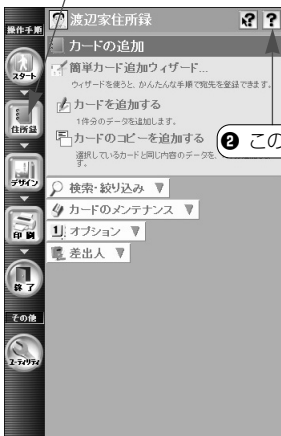 操作手順
スタート
住所録
デザイン
印刷
終了
その他
ユーティリティ
渡辺家住所録
? ?
カードの追加
簡単カード追加ウィザード...
ウィザードを使うと、かんたんな手順で宛先を登録できます。
カードを追加する
1件分のデータを追加します。
カードのコピーを追加する
選択しているカードと同じ内容のデータを、
す。
❷ この
検索・絞り込み ▼
カードのメンテナンス ▼
オプション ▼
差出人 ▼